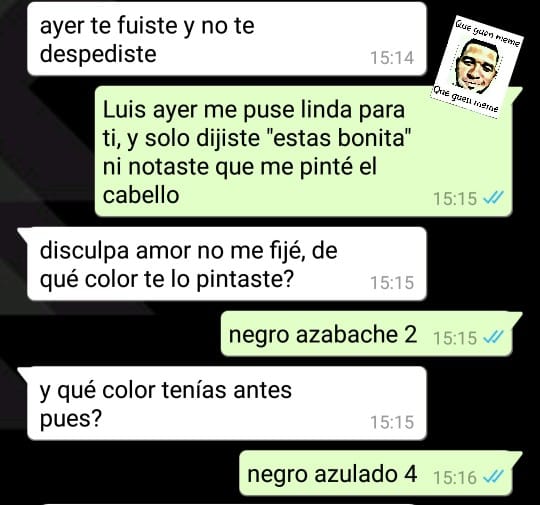 ayer te fuiste y no te
despediste
15:14
Que guen meme
Que guen meme
Luis ayer me puse linda para
ti, y solo dijiste "estas bonita"
ni notaste que me pinté el
cabello
15:15
disculpa amor no me fijé, de
qué color te lo pintaste?
15:15
negro azabache 2 15:15
y qué color tenías antes
pues?
15:15
negro azulado 4 15:16